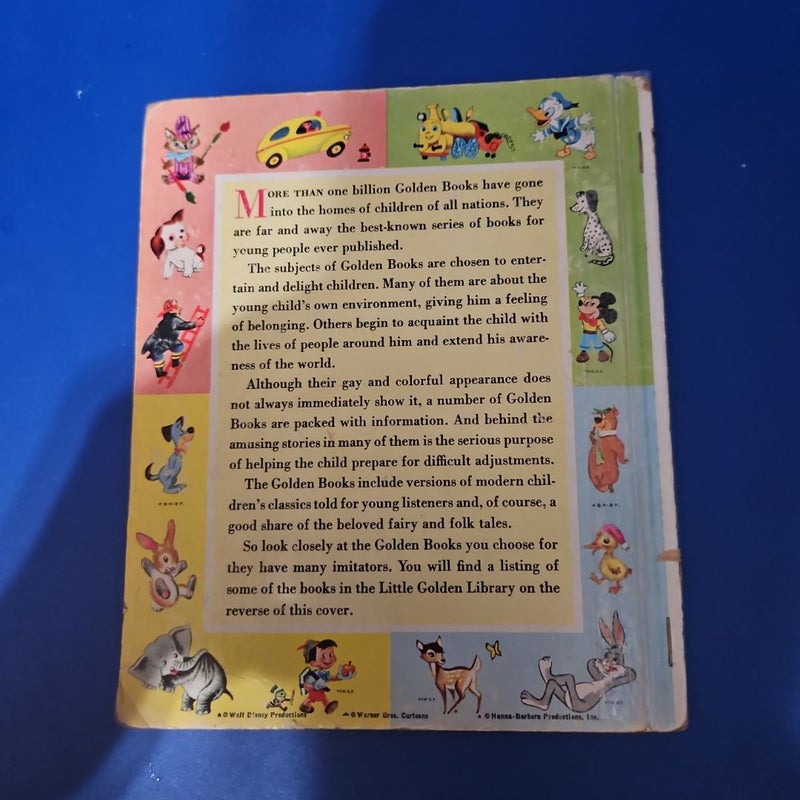 MORE THAN one billion Golden Books have gone
into the homes of children of all nations. They
are far and away the best-known series of books for
young people ever published.
The subjects of Golden Books are chosen to enter-
tain and delight children. Many of them are about the
young child's own environment, giving him a feeling
of belonging. Others begin to acquaint the child with
the lives of people around him and extend his aware-
ness of the world.
Although their gay and colorful appearance does
not always immediately show it, a number of Golden
Books are packed with information. And behind the
amusing stories in many of them is the serious purpose
of helping the child prepare for difficult adjustments.
The Golden Books include versions of modern chil-
dren's classics told for young listeners and, of course, a
good share of the beloved fairy and folk tales.
So look closely at the Golden Books you choose for
they have many imitators. You will find a listing of
some of the books in the Little Golden Library on the
reverse of this cover.
★ © Walt Disney Productions © Warner Bros. Cartoons © Hanna-Barbera Productions, Inc.